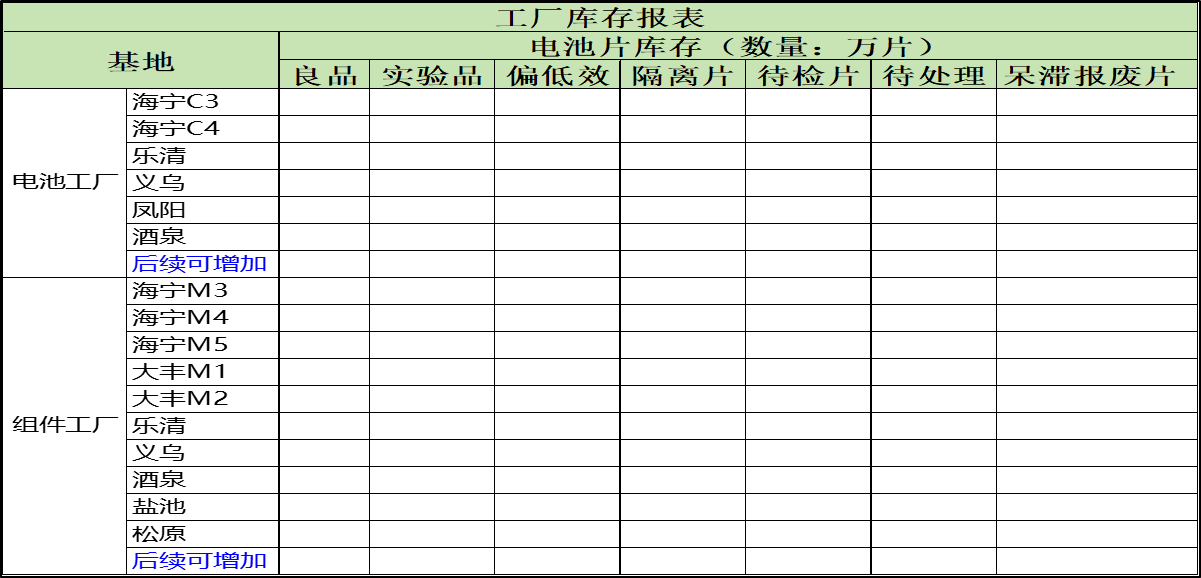 工厂库存报表
基地
电池片库存（数量：万片）
良品 实验品 偏低效 隔离片 待检片 待处理 呆滞报废片
电池工厂
海宁C3
海宁C4
乐清
义乌
凤阳
酒泉
后续可增加
组件工厂
海宁M3
海宁M4
海宁M5
大丰M1
大丰M2
乐清
义乌
酒泉
盐池
松原
后续可增加